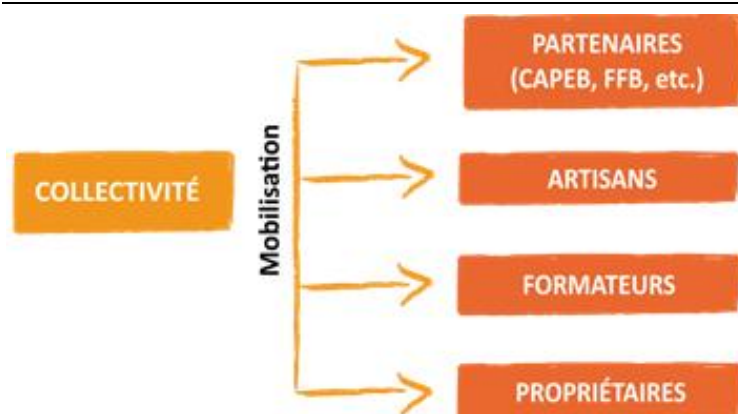 COLLECTIVITÉ
Mobilisation
PARTENAIRES
(CAPEB, FFB, etc.)
ARTISANS
FORMATEURS
PROPRIÉTAIRES